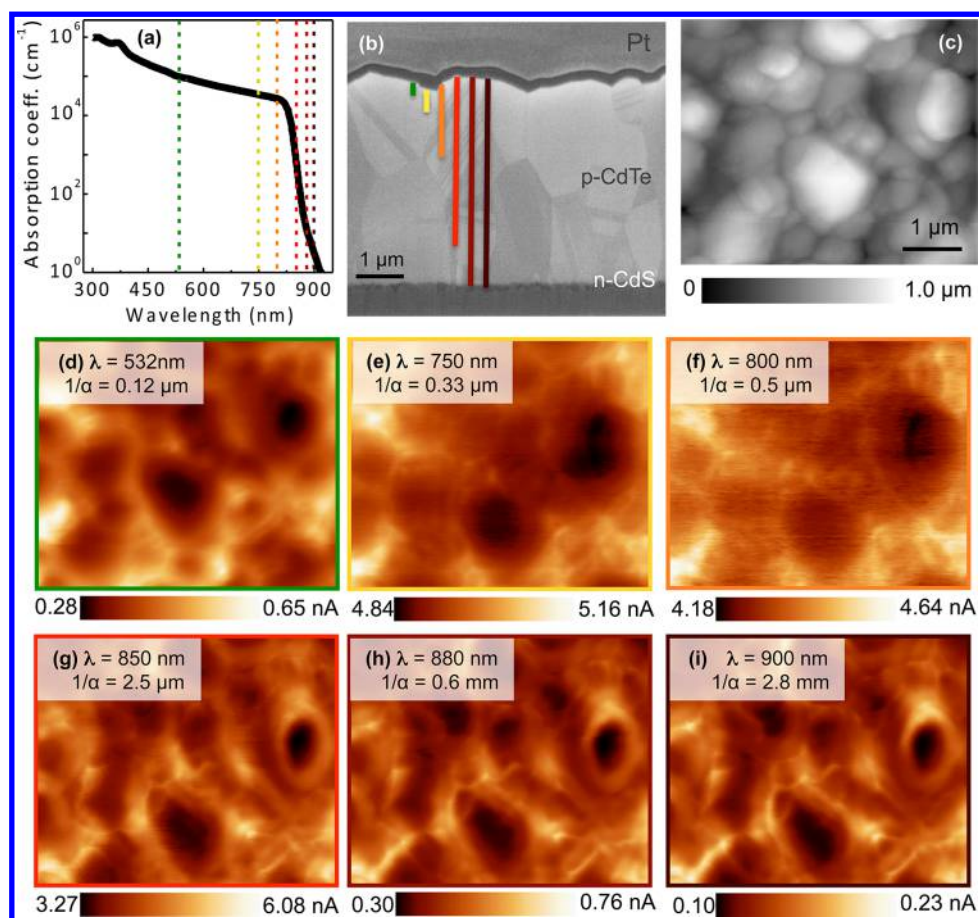 (a)
Absorption coeff. (cm⁻¹)
10⁶
10⁴
10²
10⁰
300 450 600 750 900
Wavelength (nm)
(b)
Pt
p-CdTe
1 µm
n-CdS
(c)
1 µm
0 1.0 µm
(d) λ = 532nm
1/α = 0.12 µm
0.28 0.65 nA
(e) λ = 750 nm
1/α = 0.33 µm
4.84 5.16 nA
(f) λ = 800 nm
1/α = 0.5 µm
4.18 4.64 nA
(g) λ = 850 nm
1/α = 2.5 µm
3.27 6.08 nA
(h) λ = 880 nm
1/α = 0.6 mm
0.30 0.76 nA
(i) λ = 900 nm
1/α = 2.8 mm
0.10 0.23 nA